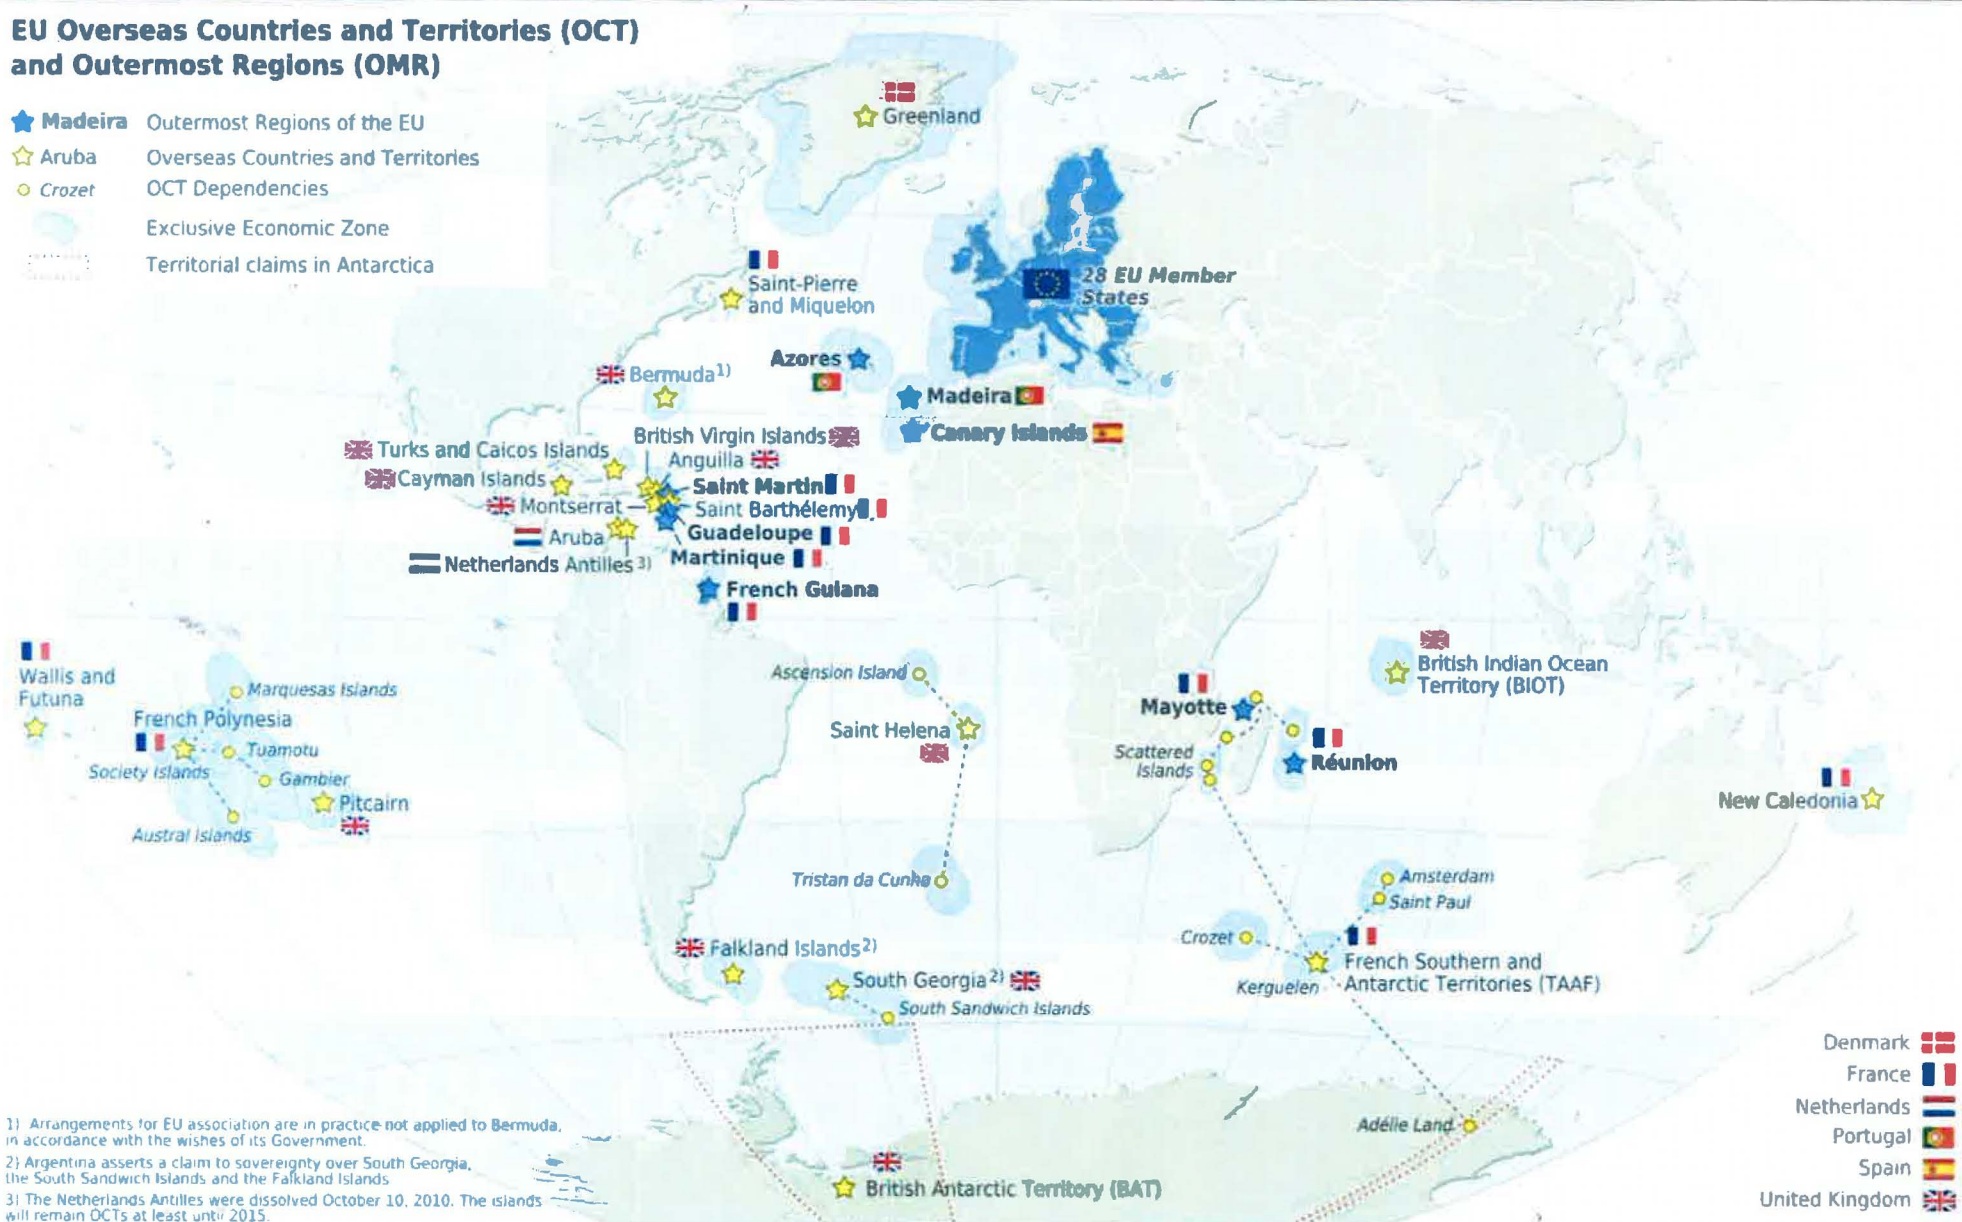 EU Overseas Countries and Territories (OCT)
and Outermost Regions (OMR)
Madeira Outermost Regions of the EU
Aruba Overseas Countries and Territories
Crozet OCT Dependencies
Exclusive Economic Zone
Territorial claims in Antarctica
Greenland
28 EU Member
States
Saint-Pierre
and Miquelon
Azores
Bermuda1)
Madeira
Canary Islands
British Virgin Islands
Turks and Caicos Islands
Anguilla
Cayman Islands
Saint Martin
Montserrat
Saint Barthélemy
Aruba
Guadeloupe
Netherlands Antilles 3)
Martinique
French Guiana
Wallis and
Futuna
Marquesas Islands
French Polynesia
Tuamotu
Society Islands
Gambier
Pitcairn
Austral Islands
Ascension Island
Saint Helena
Tristan da Cunha
Mayotte
Scattered
Islands
Réunion
British Indian Ocean
Territory (BIOT)
New Caledonia
Amsterdam
Saint Paul
Crozet
French Southern and
Antarctic Territories (TAAF)
Kerguelen
Falkland Islands2)
South Georgia2)
South Sandwich Islands
Adélie Land
British Antarctic Territory (BAT)
Denmark
France
Netherlands
Portugal
Spain
United Kingdom
1) Arrangements for EU association are in practice not applied to Bermuda,
in accordance with the wishes of its Government.
2) Argentina asserts a claim to sovereignty over South Georgia,
the South Sandwich Islands and the Falkland Islands
3) The Netherlands Antilles were dissolved October 10, 2010. The islands
will remain OCTs at least until 2015.